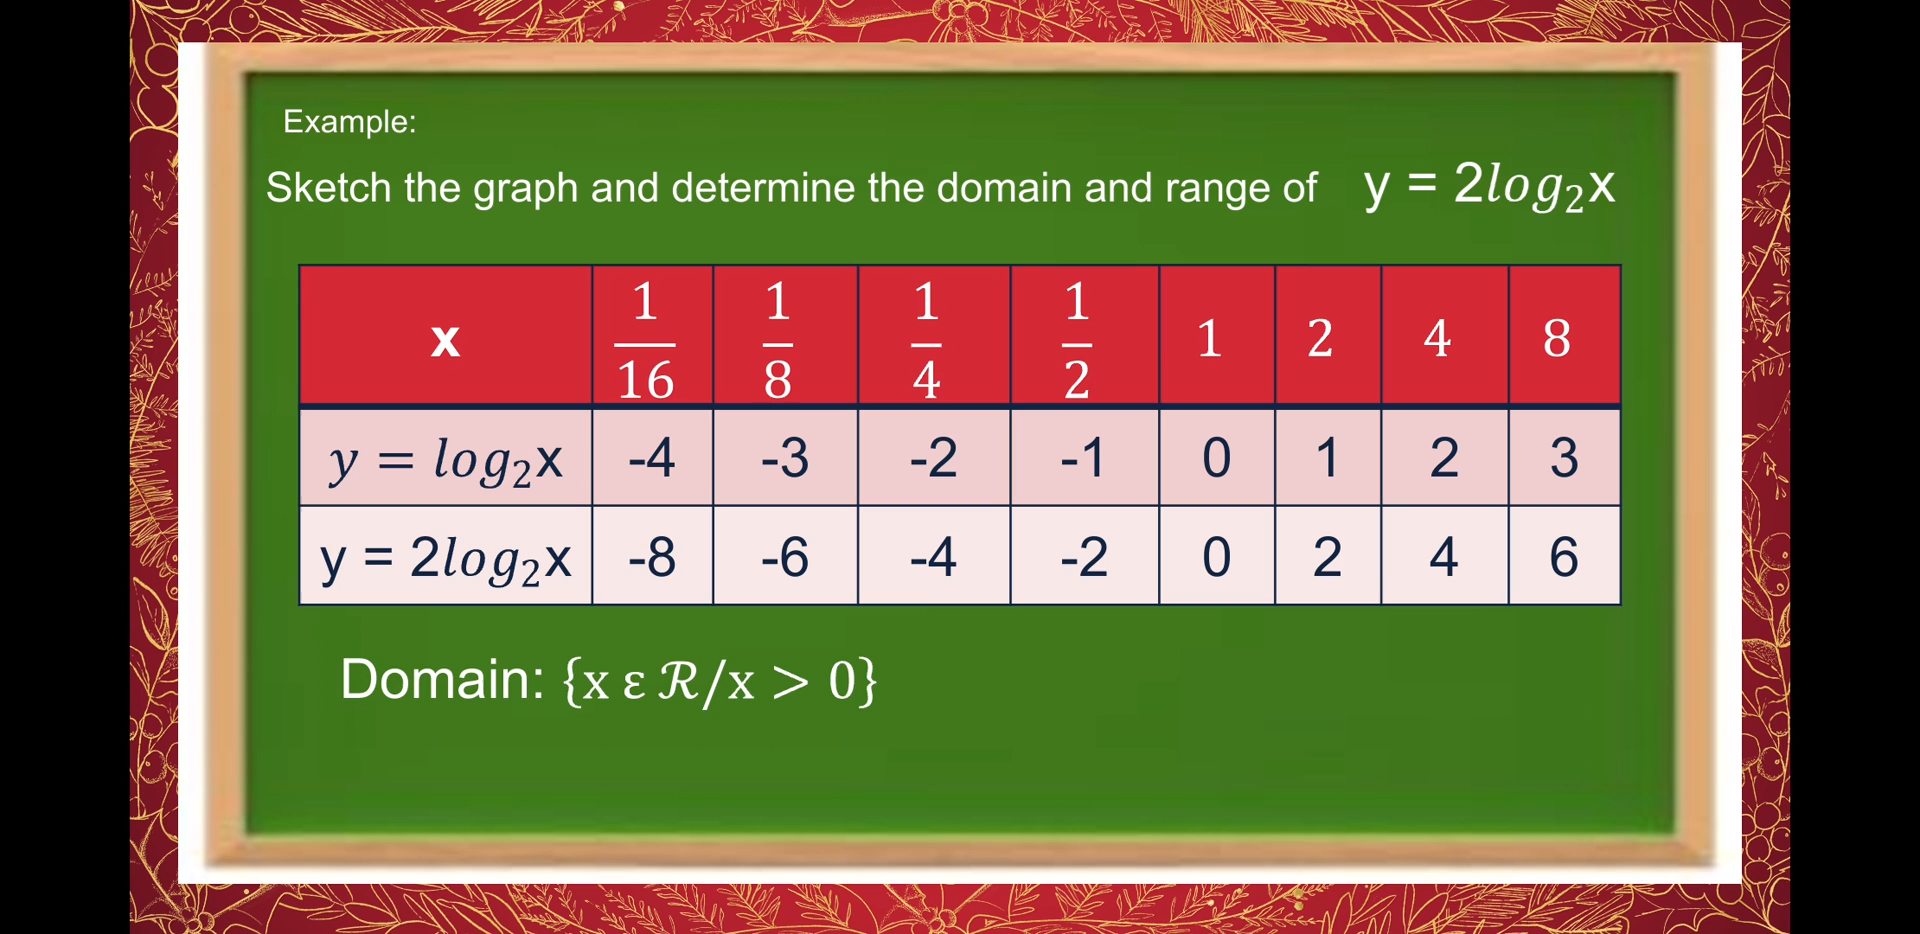 Example:
Sketch the graph and determine the domain and range of y = 2log₂x
x 1/16 1/8 1/4 1/2 1 2 4 8
y = log₂x -4 -3 -2 -1 0 1 2 3
y = 2log₂x -8 -6 -4 -2 0 2 4 6
Domain: {x ε ℛ/x > 0}